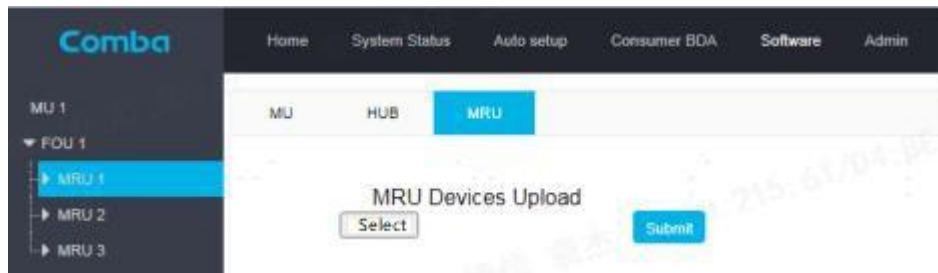 Comba
Home System Status Auto setup Consumer BDA Software Admin
MU 1
MU HUB MRU
FOU 1
MRU 1
MRU Devices Upload
MRU 2
Select Submit
MRU 3